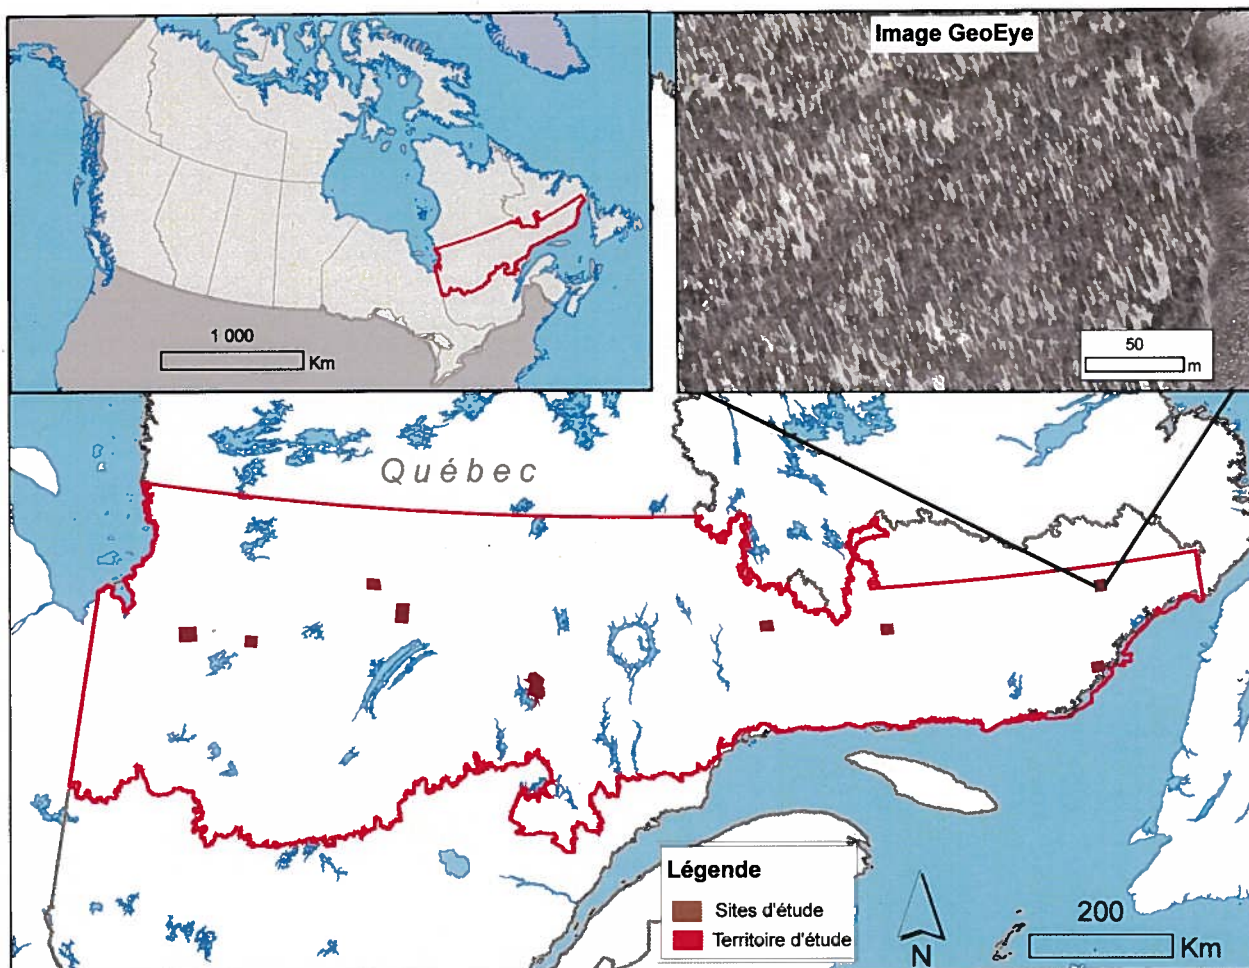 Image GeoEye
1 000
Km
50
m
Québec
Légende
Sites d'étude
Territoire d'étude
N
200
Km